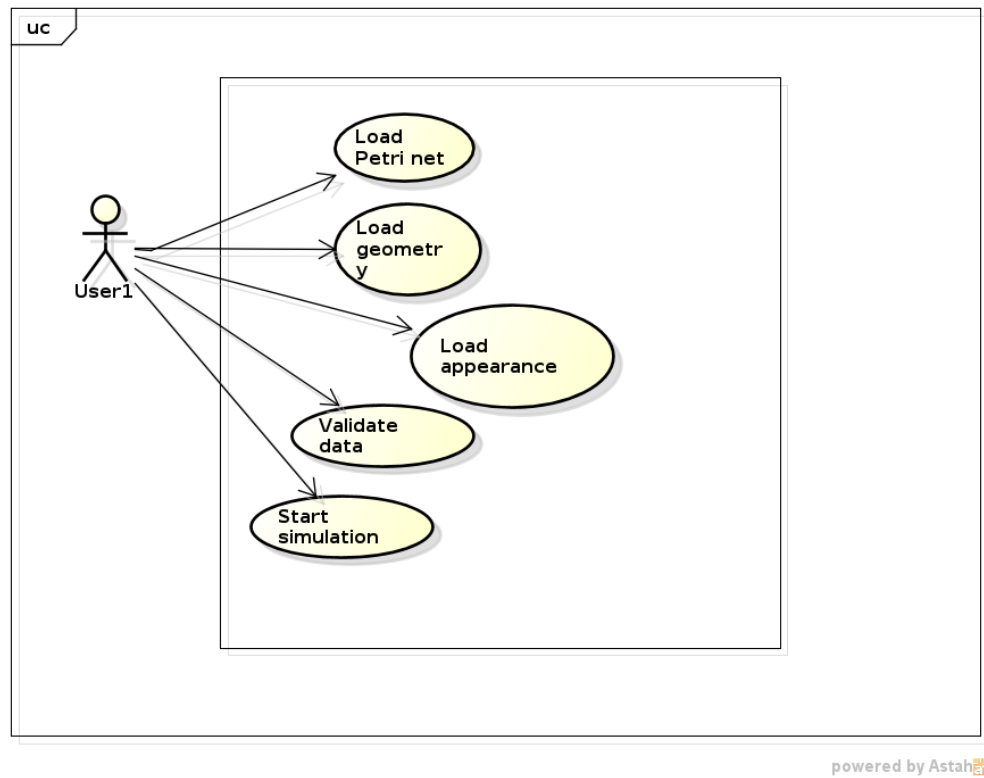 uc
Load
Petri net
Load
geometr
y
User1
Load
appearance
Validate
data
Start
simulation
powered by Astah